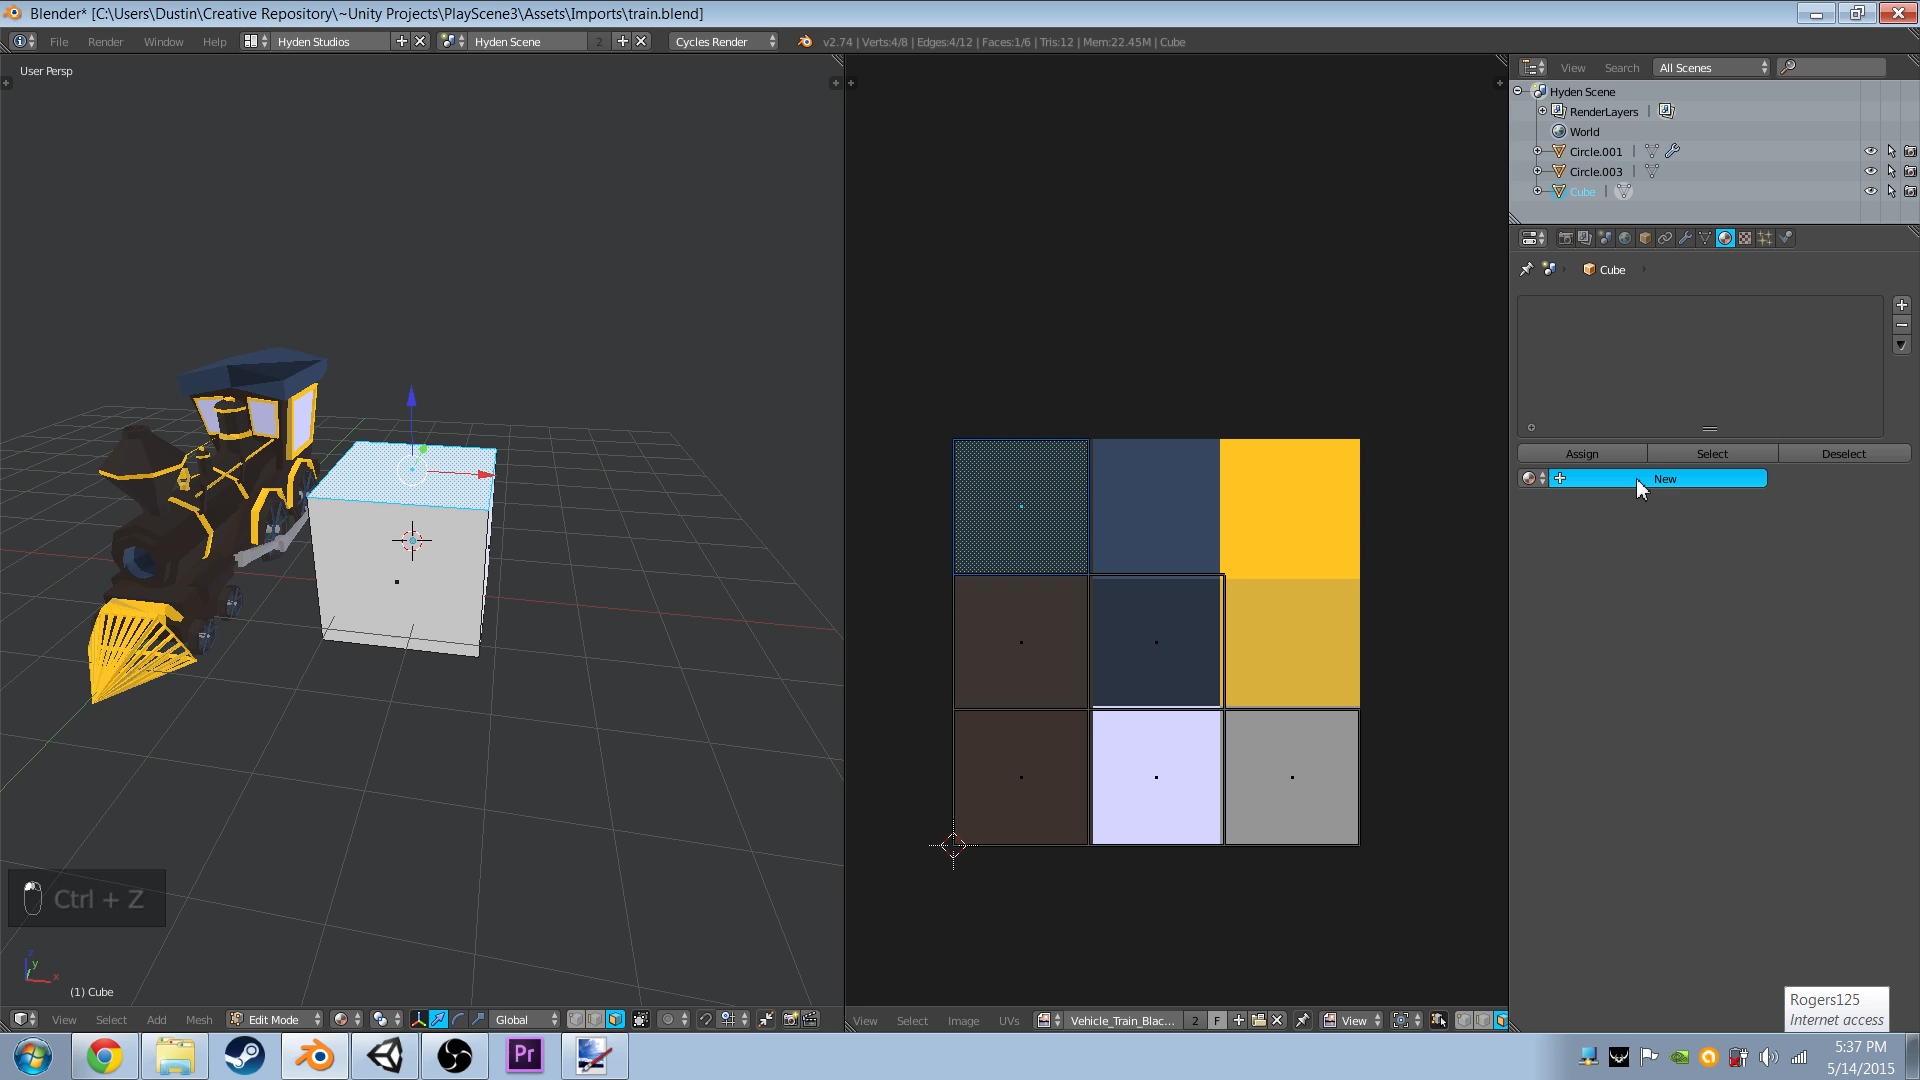 Blender* [C:\Users\Dustin\Creative Repository\~Unity Projects\PlayScene3\Assets\Imports\train.blend]
File Render Window Help Hyden Studios Hyden Scene 2 Cycles Render v2.74 | Verts:4/8 | Edges:4/12 | Faces:1/6 | Tris:12 | Mem:22.45M | Cube
User Persp
View Search All Scenes
Hyden Scene
RenderLayers
World
Circle.001
Circle.003
Cube
Cube
Assign Select Deselect
New
Ctrl + Z
z
y
x
(1) Cube
View Select Add Mesh Edit Mode Global
View Select Image UVs Vehicle_Train_Blac... 2 F View
Rogers125
Internet access
Pr
5:37 PM
5/14/2015